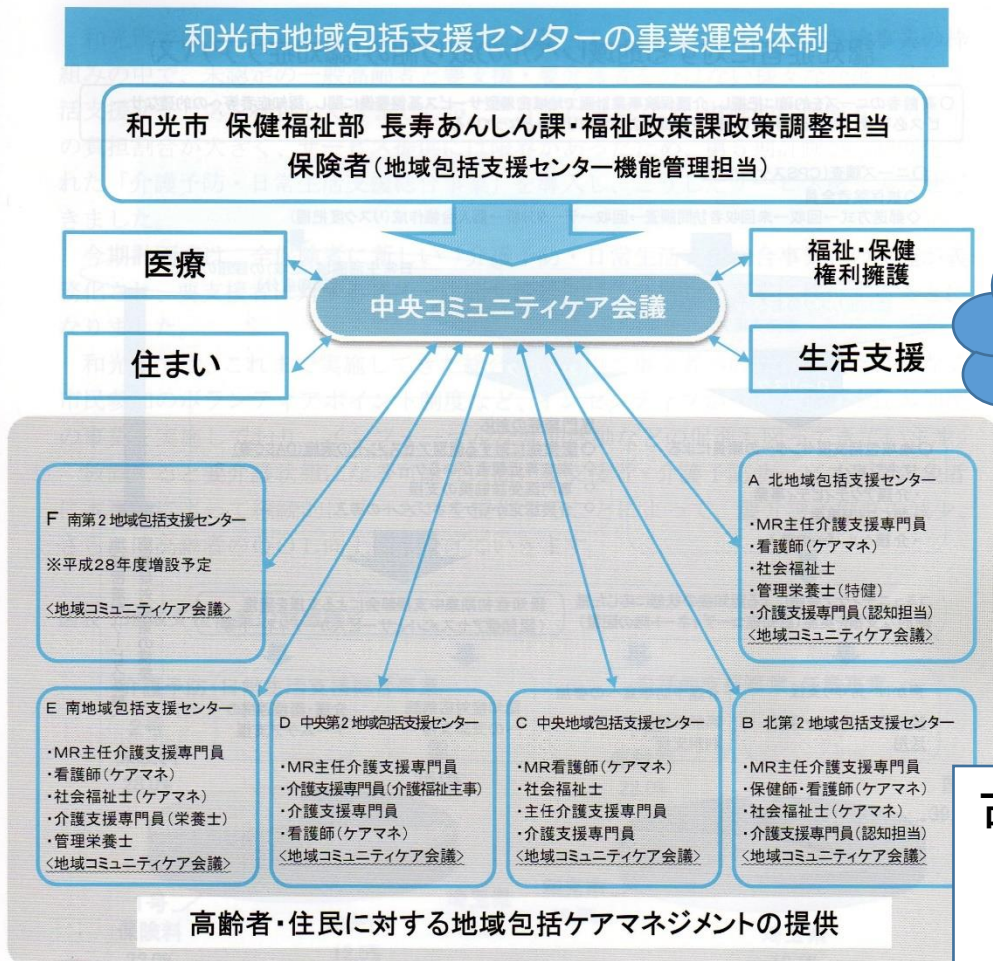 和光市地域包括支援センターの事業運営体制
和光市 保健福祉部 長寿あんしん課・福祉政策課政策調整担当
保険者(地域包括支援センター機能管理担当)
医療
福祉・保健
権利擁護
中央コミュニティケア会議
住まい
生活支援
F 南第2地域包括支援センター
※平成28年度増設予定
<地域コミュニティケア会議>
A 北地域包括支援センター
・MR主任介護支援専門員
・看護師(ケアマネ)
・社会福祉士
・管理栄養士(特健)
・介護支援専門員(認知担当)
<地域コミュニティケア会議>
E 南地域包括支援センター
・MR主任介護支援専門員
・看護師(ケアマネ)
・社会福祉士(ケアマネ)
・介護支援専門員(栄養士)
・管理栄養士
<地域コミュニティケア会議>
D 中央第2地域包括支援センター
・MR主任介護支援専門員
・介護支援専門員(介護福祉主事)
・介護支援専門員
・看護師(ケアマネ)
<地域コミュニティケア会議>
C 中央地域包括支援センター
・MR看護師(ケアマネ)
・社会福祉士
・主任介護支援専門員
・介護支援専門員
<地域コミュニティケア会議>
B 北第2地域包括支援センター
・MR主任介護支援専門員
・保健師・看護師(ケアマネ)
・社会福祉士(ケアマネ)
・介護支援専門員(認知担当)
<地域コミュニティケア会議>
高齢者・住民に対する地域包括ケアマネジメントの提供